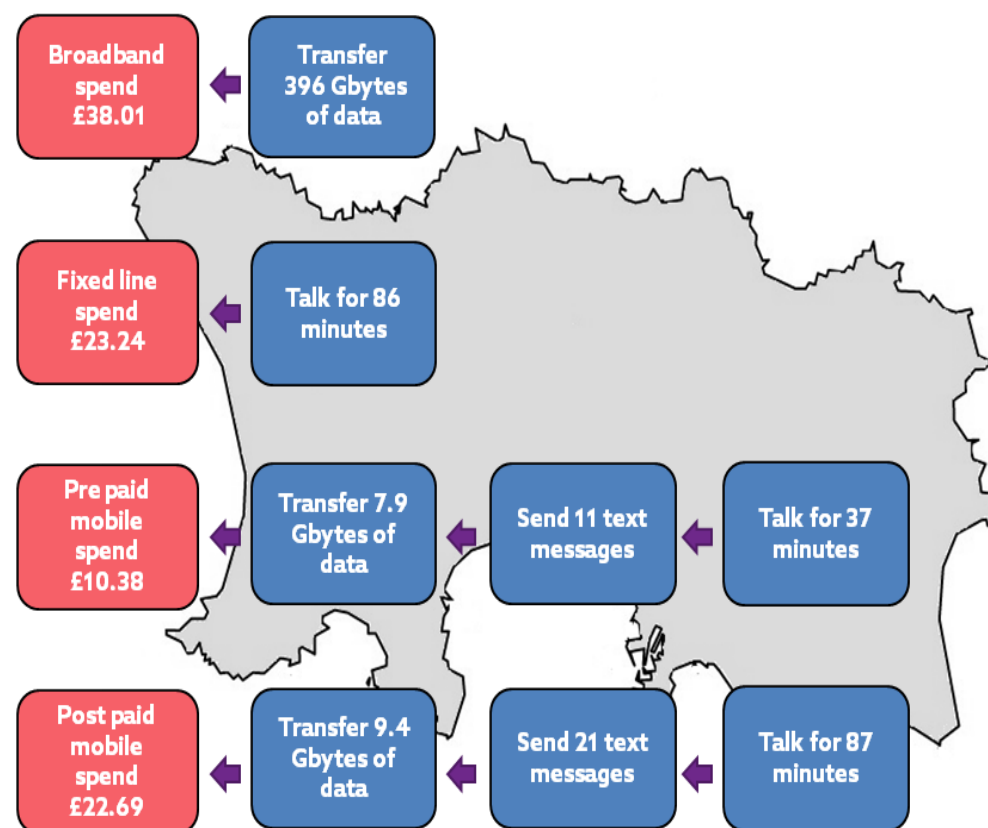 Broadband
spend
£38.01
Transfer
396 Gbytes
of data
Fixed line
spend
£23.24
Talk for 86
minutes
Pre paid
mobile
spend
£10.38
Transfer 7.9
Gbytes of
data
Send 11 text
messages
Talk for 37
minutes
Post paid
mobile
spend
£22.69
Transfer 9.4
Gbytes of
data
Send 21 text
messages
Talk for 87
minutes